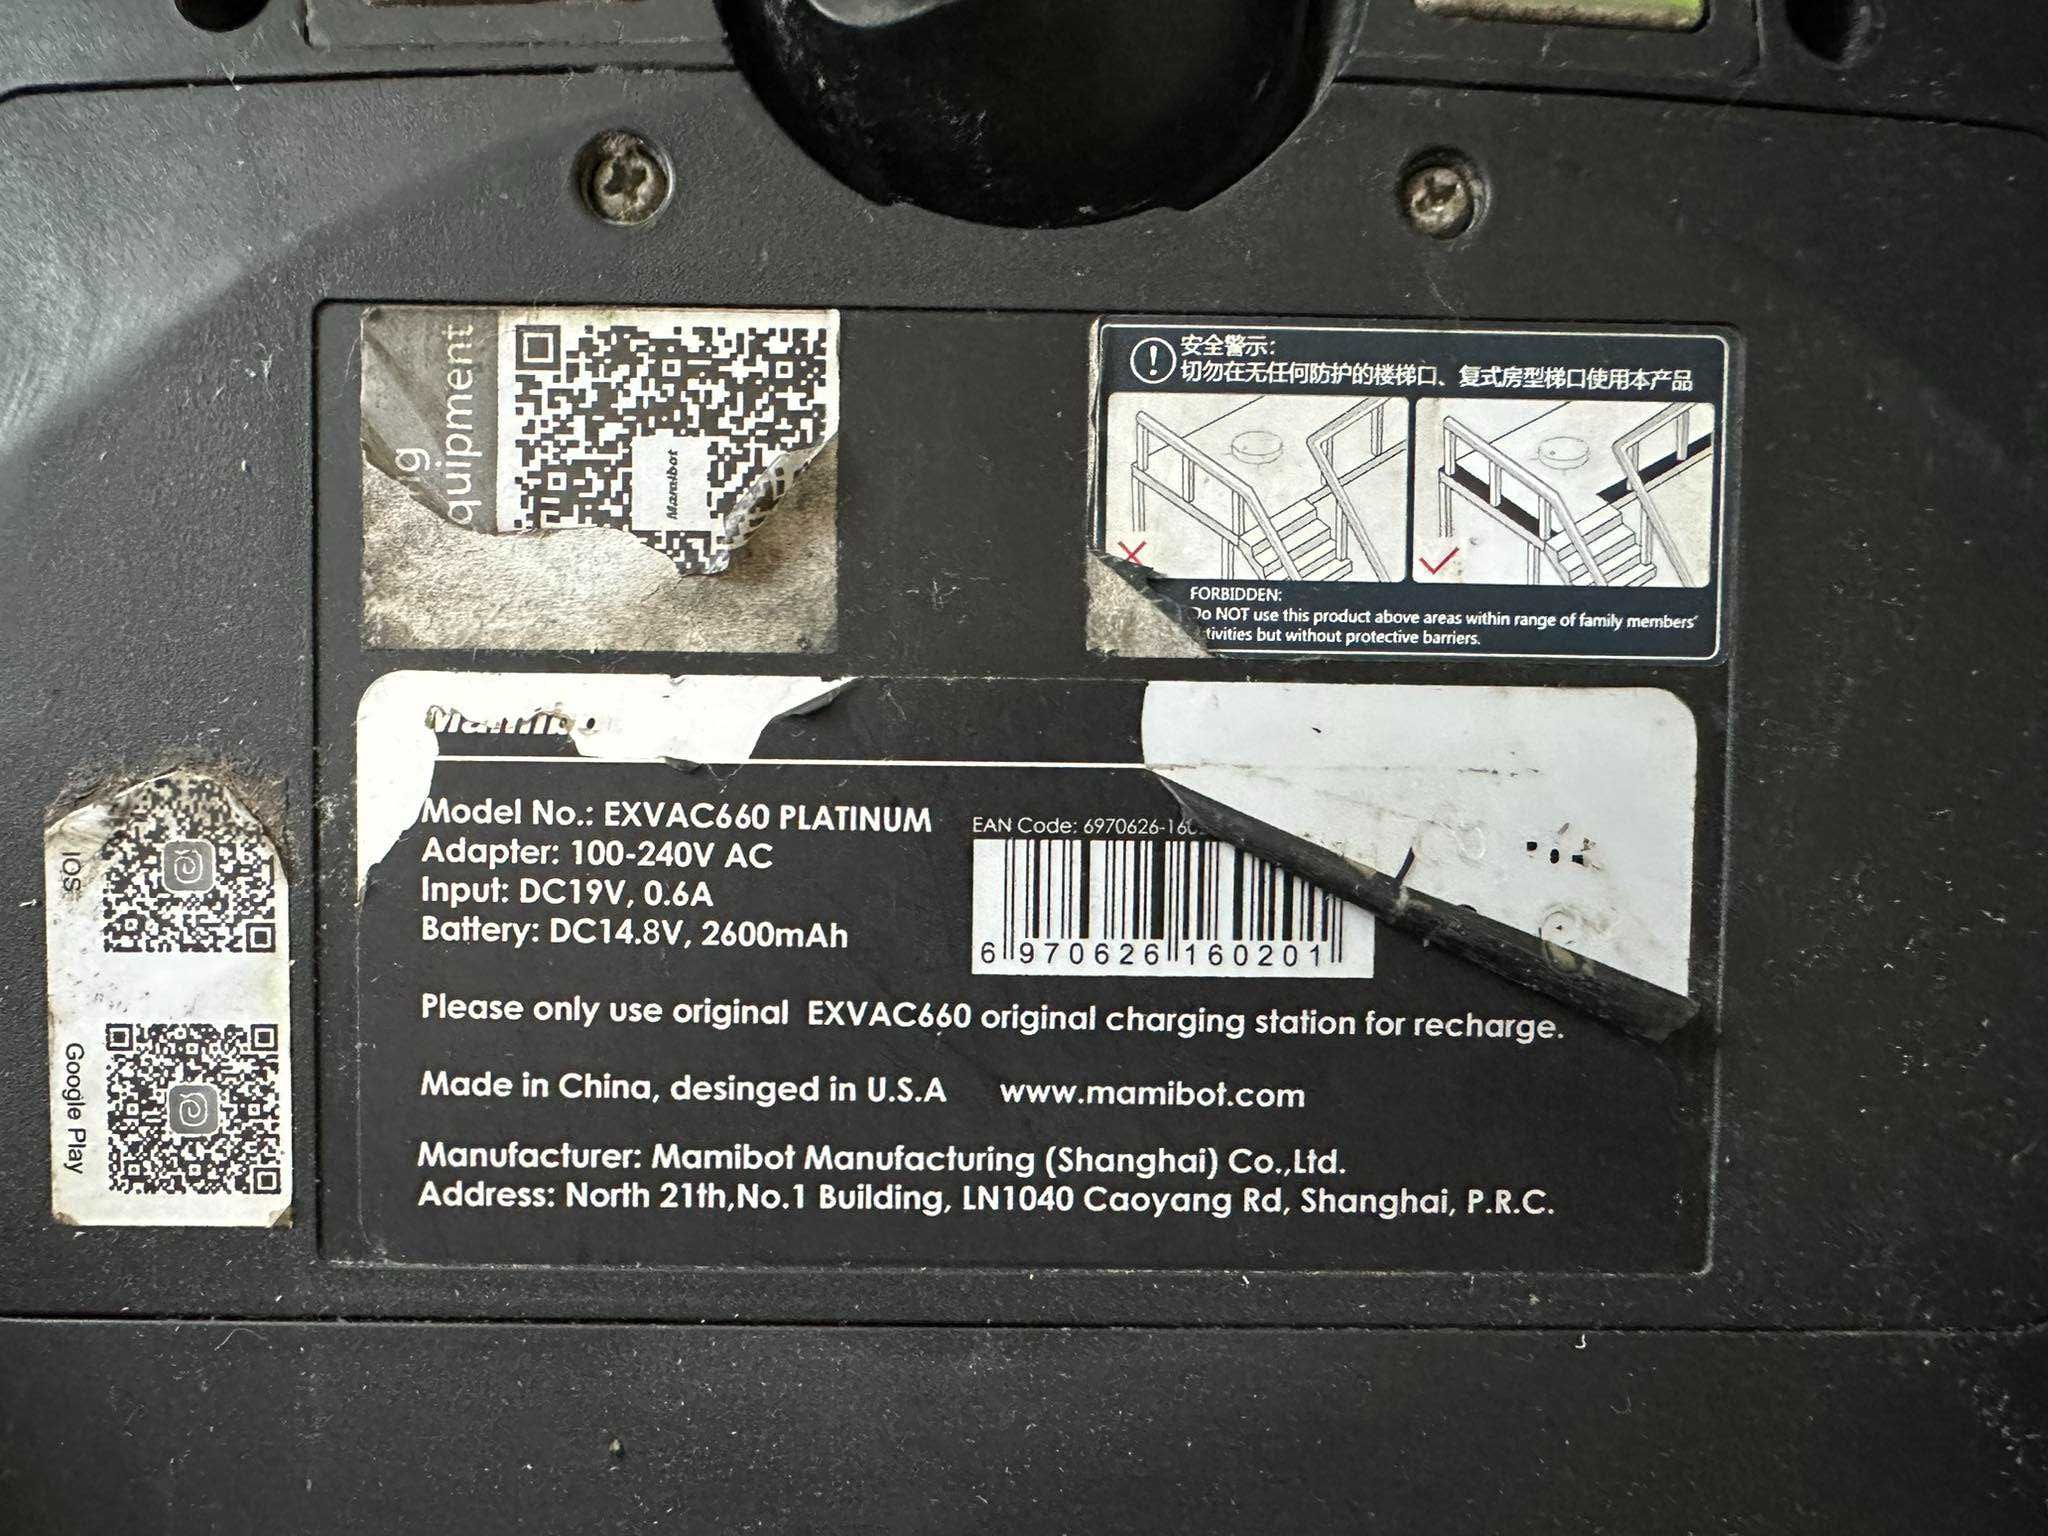 quipment
Mamibot
安全警示:
切勿在无任何防护的楼梯口、复式房型梯口使用本产品
FORBIDDEN:
Do NOT use this product above areas within range of family members'
but without protective barriers.
Model No.: EXVAC660 PLATINUM
Adapter: 100-240V AC
Input: DC19V, 0.6A
Battery: DC14.8V, 2600mAh
EAN Code: 6970626-160
6 970626 160201
Please only use original EXVAC660 original charging station for recharge.
Made in China, desinged in U.S.A www.mamibot.com
Manufacturer: Mamibot Manufacturing (Shanghai) Co.,Ltd.
Address: North 21th,No.1 Building, LN1040 Caoyang Rd, Shanghai, P.R.C.
IOS
Google Play